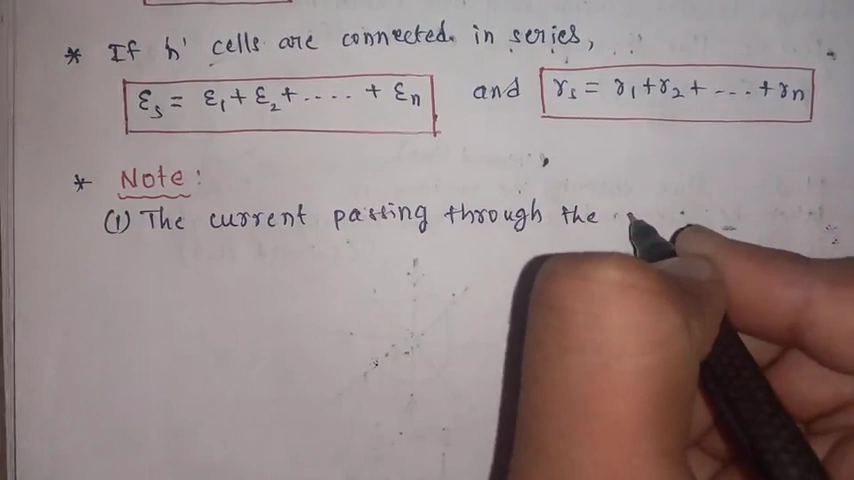 * If 'n' cells are connected in series,
εs = ε1 + ε2 + ..... + εn and rs = r1 + r2 + ... + rn
* Note:
(1) The current passing through the